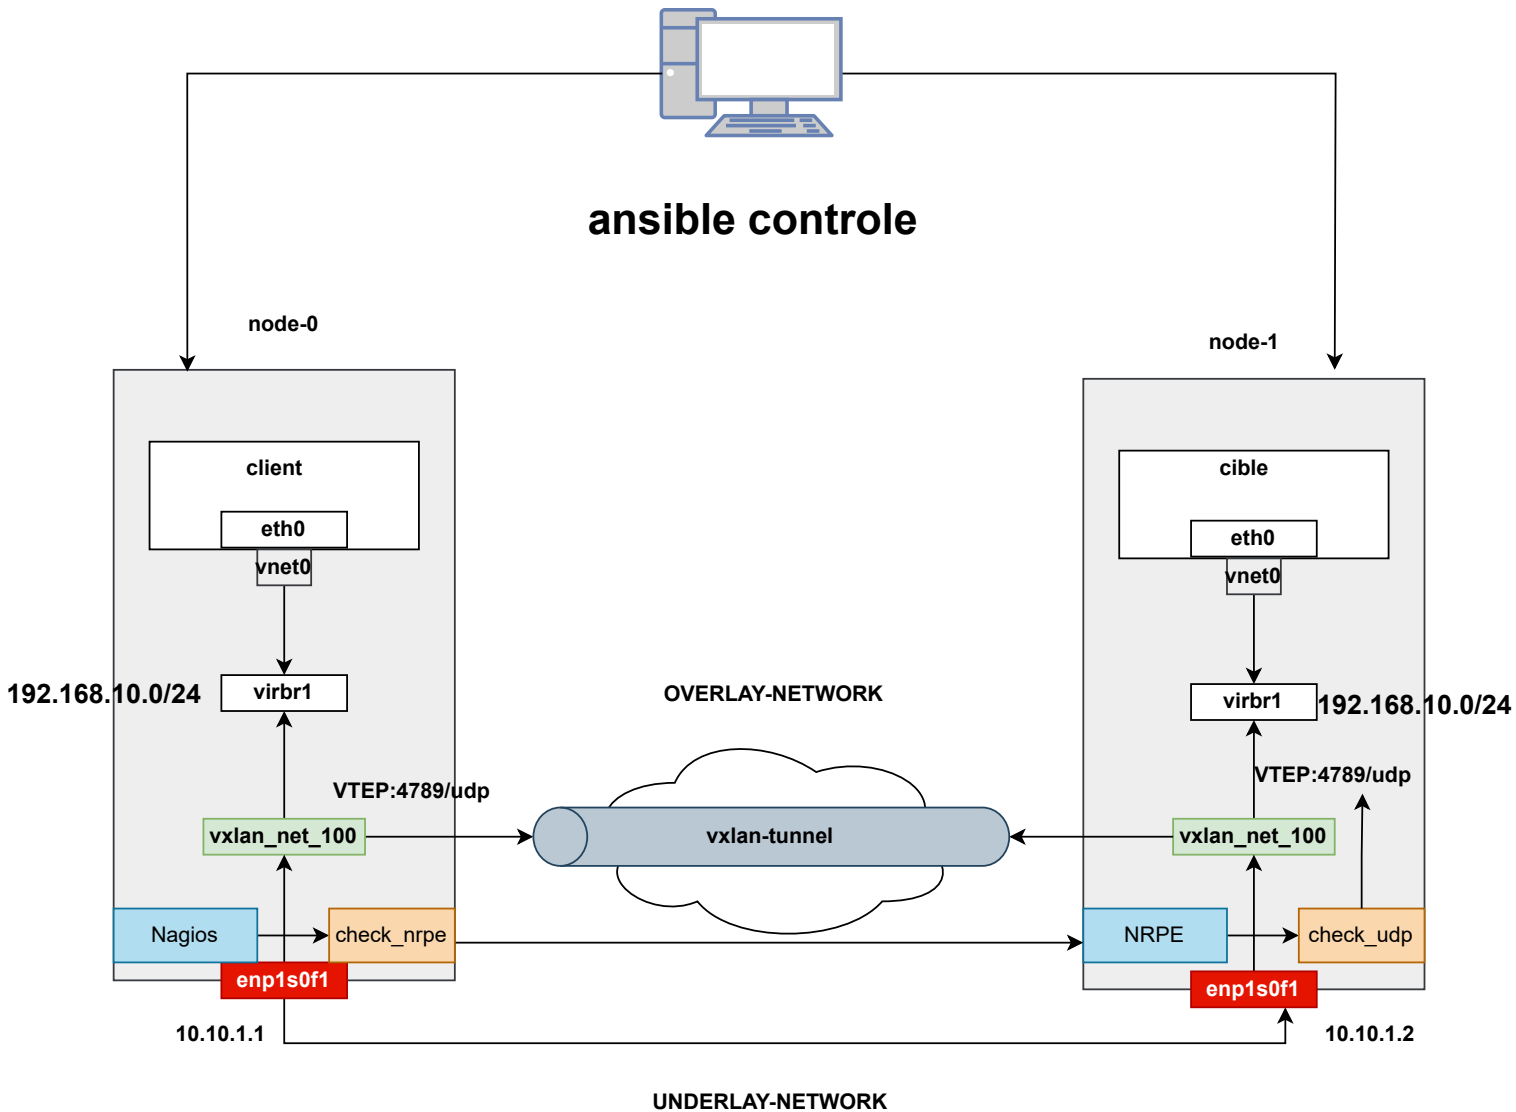 ansible controle
node-0
node-1
client
cible
eth0
eth0
vnet0
vnet0
192.168.10.0/24
virbr1
OVERLAY-NETWORK
virbr1
192.168.10.0/24
VTEP:4789/udp
VTEP:4789/udp
vxlan_net_100
vxlan-tunnel
vxlan_net_100
Nagios
check_nrpe
NRPE
check_udp
enp1s0f1
enp1s0f1
10.10.1.1
10.10.1.2
UNDERLAY-NETWORK